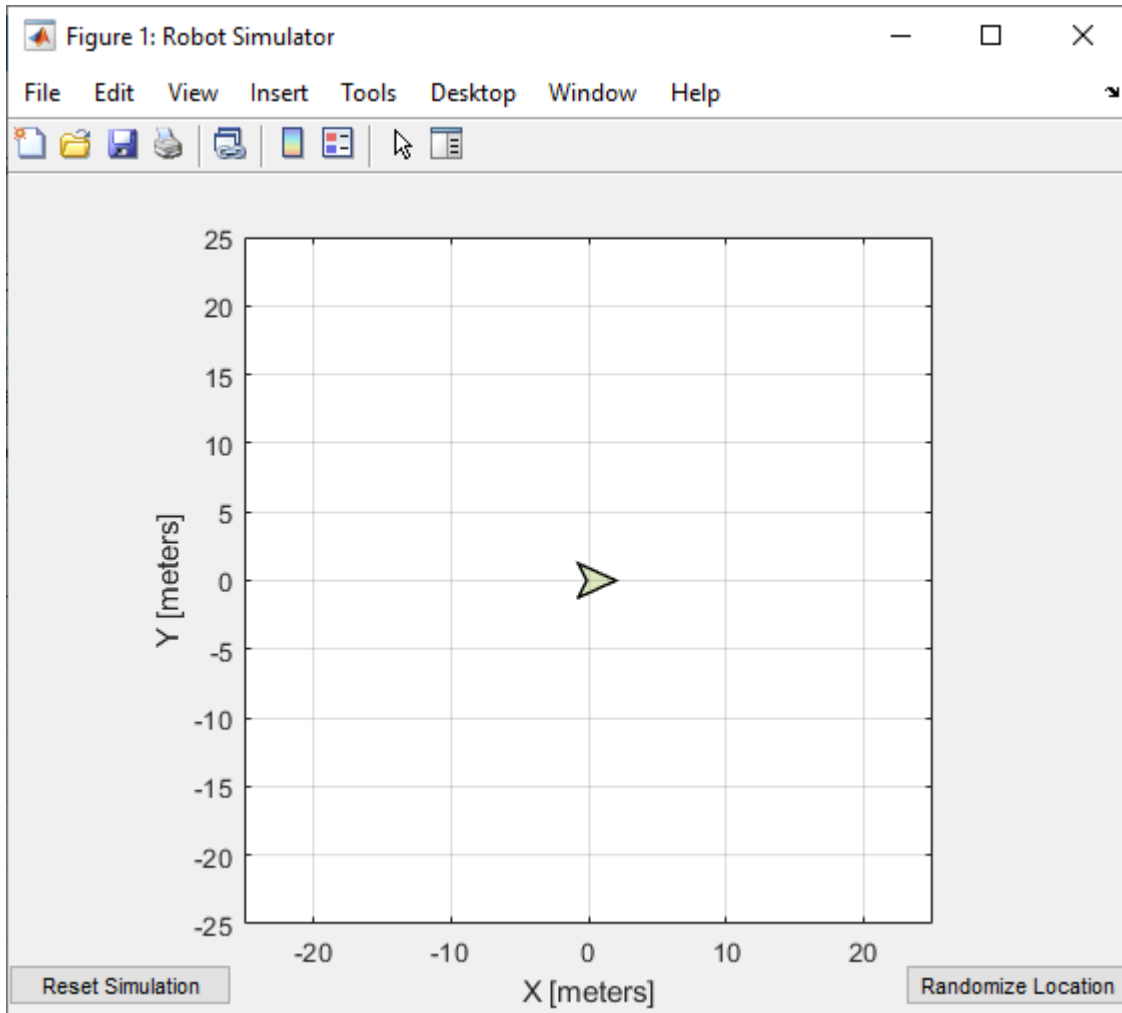 Figure 1: Robot Simulator
File Edit View Insert Tools Desktop Window Help
25
20
15
10
5
0
-5
-10
-15
-20
-25
Y [meters]
-20 -10 0 10 20
X [meters]
Reset Simulation
Randomize Location